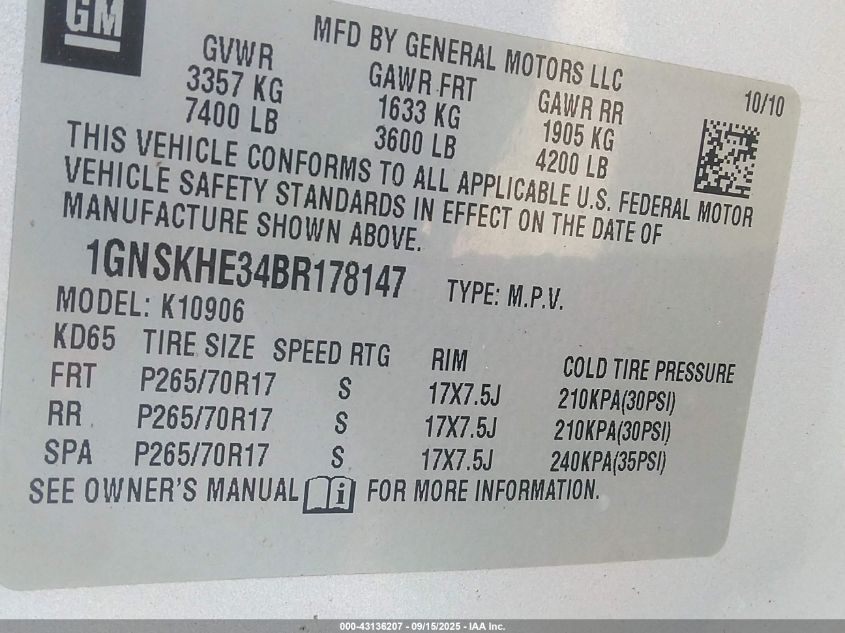 GM
MFD BY GENERAL MOTORS LLC
10/10
GVWR GAWR FRT GAWR RR
3357 KG 1633 KG 1905 KG
7400 LB 3600 LB 4200 LB
THIS VEHICLE CONFORMS TO ALL APPLICABLE U.S. FEDERAL MOTOR
VEHICLE SAFETY STANDARDS IN EFFECT ON THE DATE OF
MANUFACTURE SHOWN ABOVE.
1GNSKHE34BR178147 TYPE: M.P.V.
MODEL: K10906
KD65 TIRE SIZE SPEED RTG RIM COLD TIRE PRESSURE
FRT P265/70R17 S 17X7.5J 210KPA(30PSI)
RR P265/70R17 S 17X7.5J 210KPA(30PSI)
SPA P265/70R17 S 17X7.5J 240KPA(35PSI)
SEE OWNER'S MANUAL i FOR MORE INFORMATION.
000-43136207 - 09/15/2025 - IAA Inc.